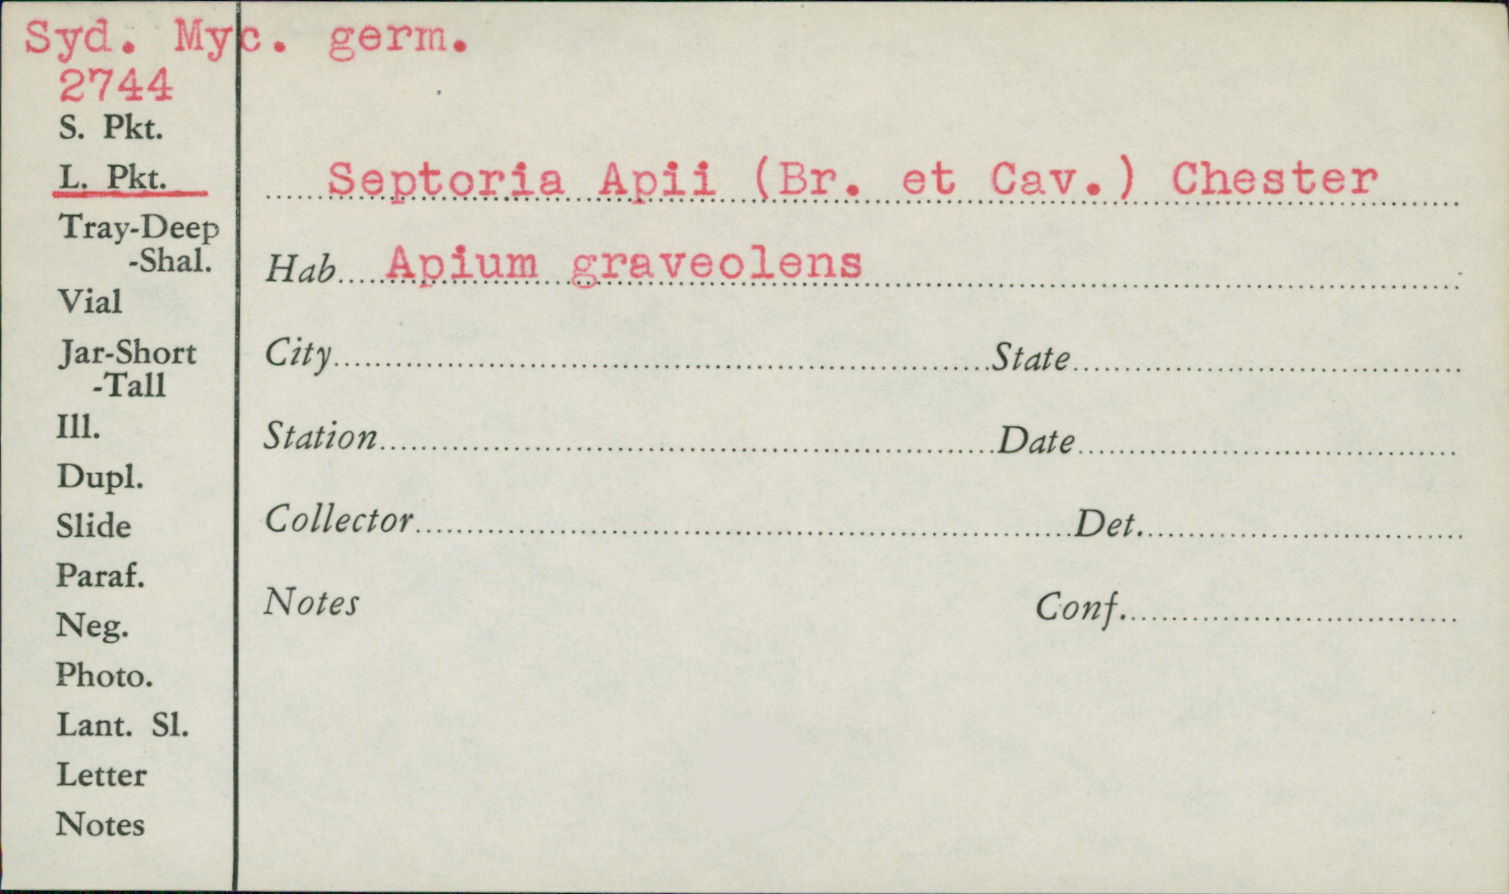 Syd. Myc. germ.
2744
S. Pkt.
L. Pkt.
Septoria Apii (Br. et Cav.) Chester
Tray-Deep
-Shal.
Hab. Apium graveolens
Vial
Jar-Short
-Tall
City State
Ill.
Station Date
Dupl.
Slide
Collector Det.
Paraf.
Notes Conf.
Neg.
Photo.
Lant. Sl.
Letter
Notes